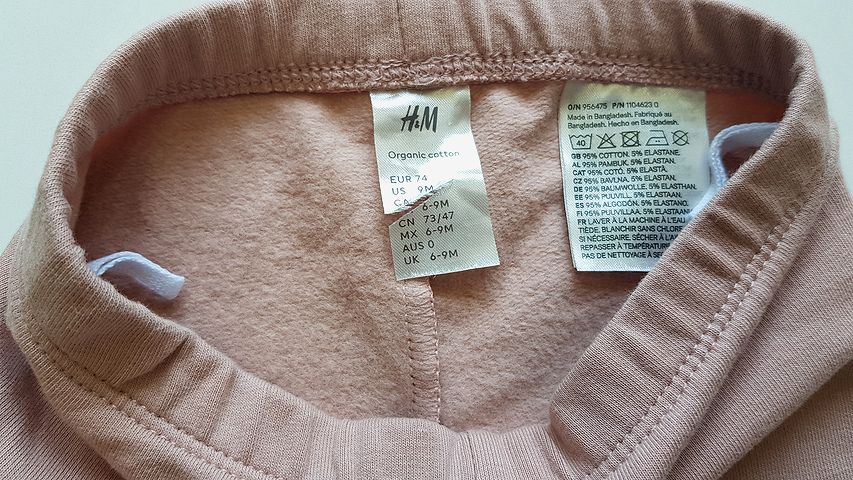 H&M
Organic cotton
EUR 74
US 9M
CA 6-9M
CN 73/47
MX 6-9M
AUS 0
UK 6-9M
O/N 956475 P/N 1104623 0
Made in Bangladesh. Fabriqué au
Bangladesh. Hecho en Bangladesh.
40
GB 95% COTTON. 5% ELASTANE.
AL 95% PAMBUK. 5% ELASTAN.
CAT 95% COTÓ. 5% ELASTÀ.
CZ 95% BAVLNA. 5% ELASTAN.
DE 95% BAUMWOLLE. 5% ELASTHAN.
EE 95% PUUVILL. 5% ELASTAAN.
ES 95% ALGODÓN. 5% ELASTANO.
FI 95% PUUVILLAA. 5% ELASTAANI
FR LAVER À LA MACHINE À L'EAU
TIÈDE. BLANCHIR SANS CHLORE
SI NÉCESSAIRE. SÉCHER À L'AIR
REPASSER À TEMPÉRATURE
PAS DE NETTOYAGE À SE